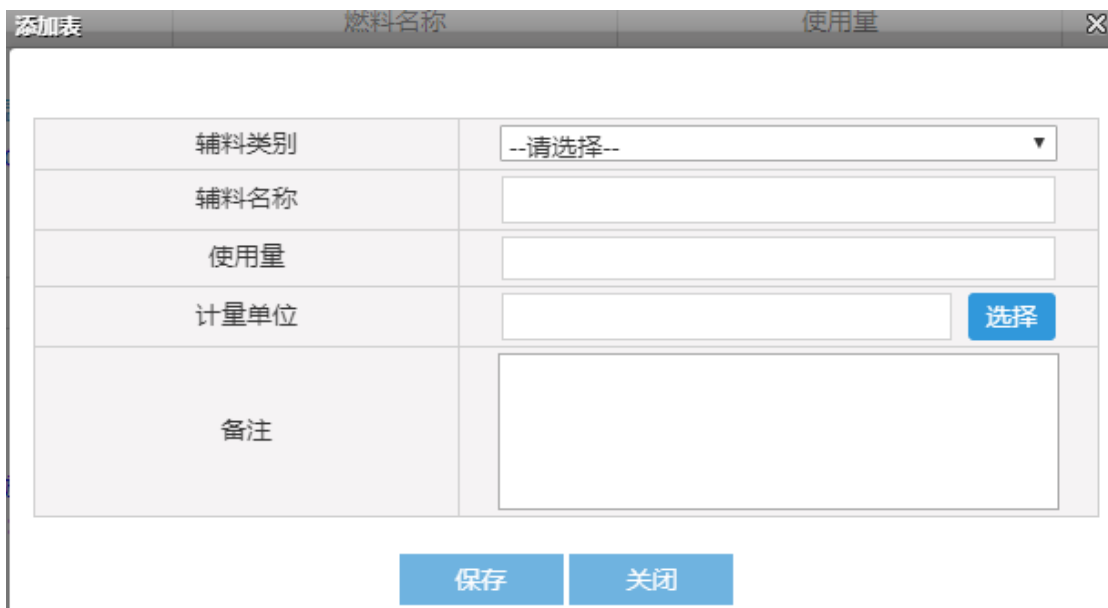 添加表 燃料名称 使用量
辅料类别 --请选择--
辅料名称
使用量
计量单位 选择
备注
保存 关闭